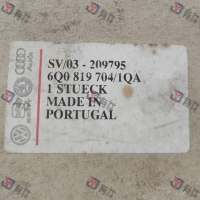 SV/03 - 209795
6Q0 819 704/1QA
1 STUECK
MADE IN
PORTUGAL